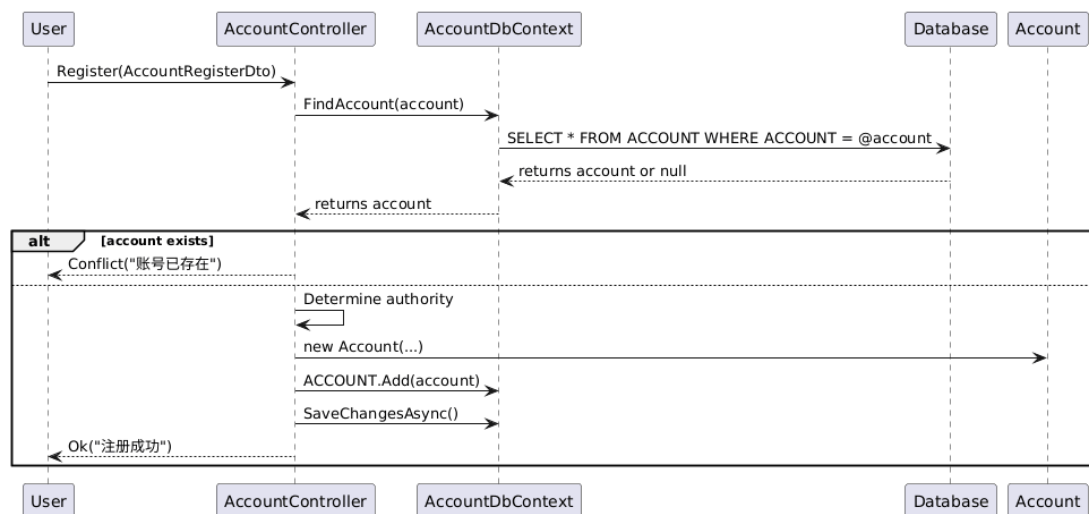 User AccountController AccountDbContext Database Account
Register(AccountRegisterDto)
FindAccount(account)
SELECT * FROM ACCOUNT WHERE ACCOUNT = @account
returns account or null
returns account
alt [account exists]
Conflict("账号已存在")
Determine authority
new Account(...)
ACCOUNT.Add(account)
SaveChangesAsync()
Ok("注册成功")
User AccountController AccountDbContext Database Account